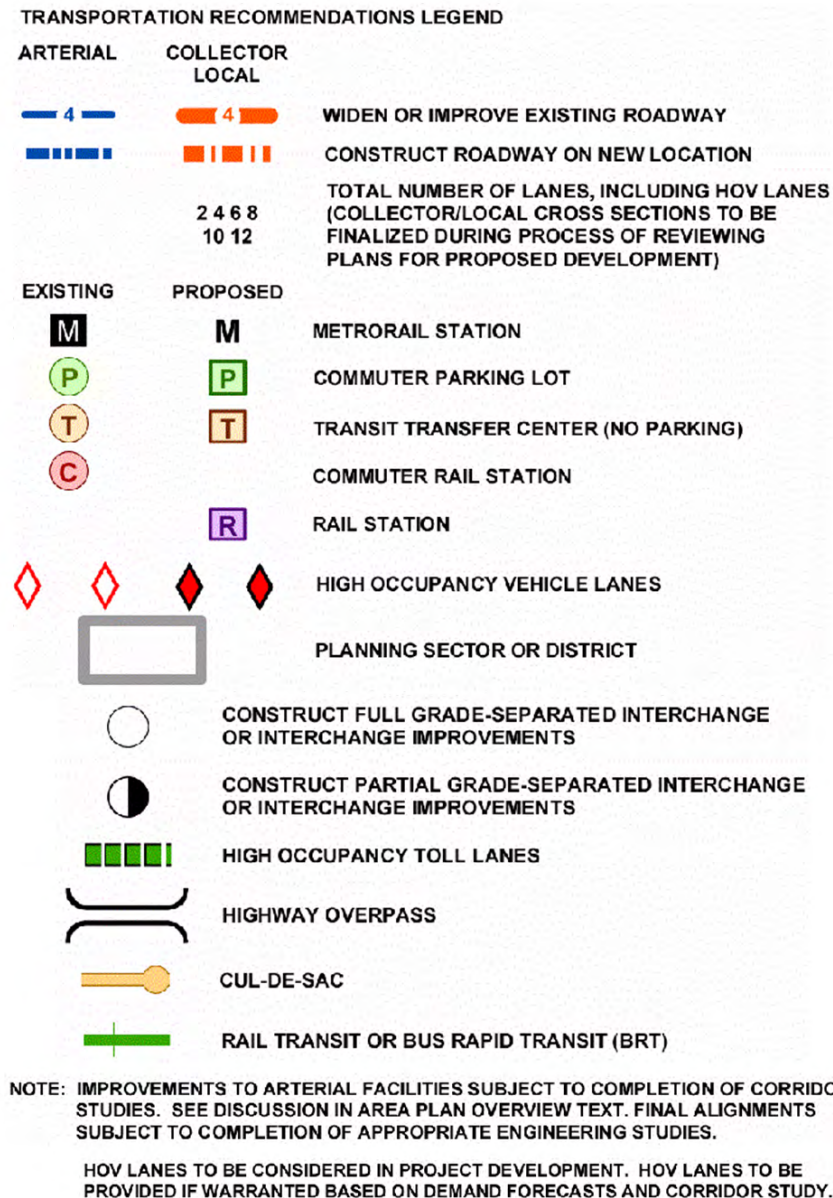 TRANSPORTATION RECOMMENDATIONS LEGEND
ARTERIAL COLLECTOR
LOCAL
4 4 WIDEN OR IMPROVE EXISTING ROADWAY
CONSTRUCT ROADWAY ON NEW LOCATION
TOTAL NUMBER OF LANES, INCLUDING HOV LANES
2 4 6 8 (COLLECTOR/LOCAL CROSS SECTIONS TO BE
10 12 FINALIZED DURING PROCESS OF REVIEWING
PLANS FOR PROPOSED DEVELOPMENT)
EXISTING PROPOSED
M M METRORAIL STATION
P P COMMUTER PARKING LOT
T T TRANSIT TRANSFER CENTER (NO PARKING)
C COMMUTER RAIL STATION
R RAIL STATION
HIGH OCCUPANCY VEHICLE LANES
PLANNING SECTOR OR DISTRICT
CONSTRUCT FULL GRADE-SEPARATED INTERCHANGE
OR INTERCHANGE IMPROVEMENTS
CONSTRUCT PARTIAL GRADE-SEPARATED INTERCHANGE
OR INTERCHANGE IMPROVEMENTS
HIGH OCCUPANCY TOLL LANES
HIGHWAY OVERPASS
CUL-DE-SAC
RAIL TRANSIT OR BUS RAPID TRANSIT (BRT)
NOTE: IMPROVEMENTS TO ARTERIAL FACILITIES SUBJECT TO COMPLETION OF CORRIDO
STUDIES. SEE DISCUSSION IN AREA PLAN OVERVIEW TEXT. FINAL ALIGNMENTS
SUBJECT TO COMPLETION OF APPROPRIATE ENGINEERING STUDIES.
HOV LANES TO BE CONSIDERED IN PROJECT DEVELOPMENT. HOV LANES TO BE
PROVIDED IF WARRANTED BASED ON DEMAND FORECASTS AND CORRIDOR STUDY.